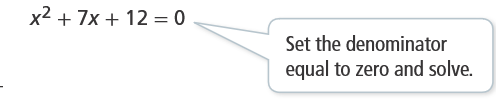 x² + 7x + 12 = 0
Set the denominator
equal to zero and solve.